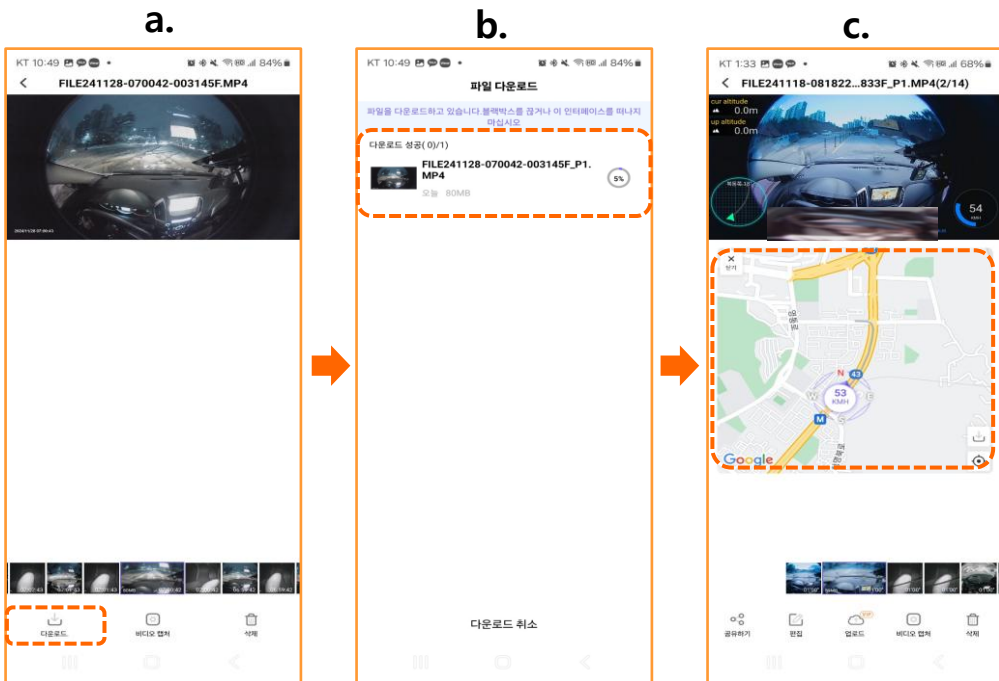 a.
KT 10:49
84%
FILE241128-070042-003145F.MP4
다운로드
비디오 캡처
삭제
b.
KT 10:49
84%
파일 다운로드
파일을 다운로드하고 있습니다.블랙박스를 끊거나 이 인터페이스를 떠나지
마십시오
다운로드 성공( 0)/1)
FILE241128-070042-003145F_P1.
MP4
오늘 80MB
5%
다운로드 취소
c.
KT 1:33
68%
FILE241118-081822...833F_P1.MP4(2/14)
cur altitude
0.0m
up altitude
0.0m
54
KMH
닫기
영통로
N
43
W
53
KMH
E
S
M
Google
공유하기
편집
VIP
업로드
비디오 캡처
삭제